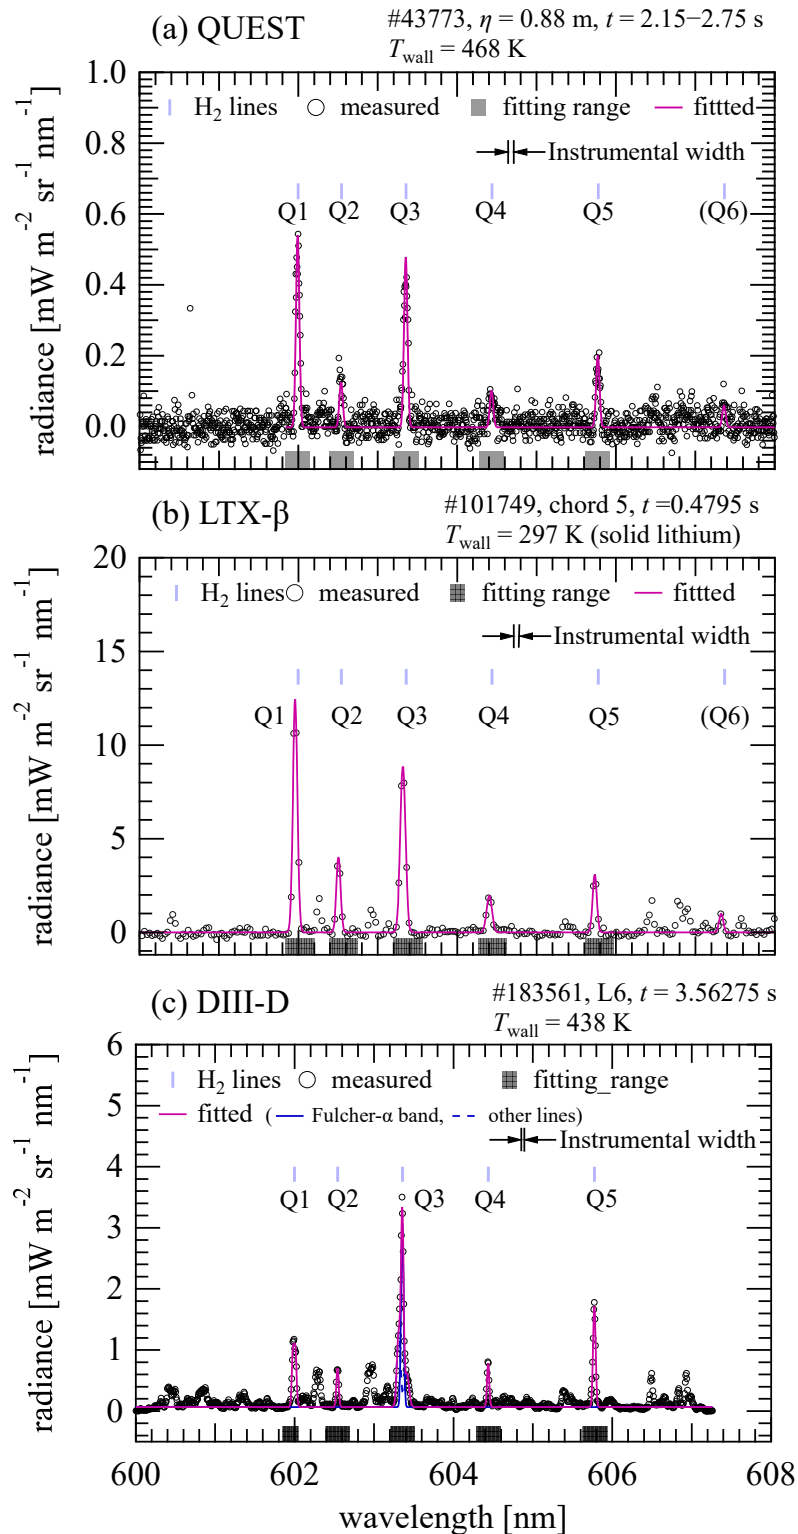 (a) QUEST
#43773, η = 0.88 m, t = 2.15−2.75 s
T_wall = 468 K
1.0
H₂ lines measured fitting range fittted
0.8
Instrumental width
0.6
Q1 Q2 Q3 Q4 Q5 (Q6)
0.4
0.2
0.0
radiance [mW m⁻² sr⁻¹ nm⁻¹]
(b) LTX-β
#101749, chord 5, t =0.4795 s
T_wall = 297 K (solid lithium)
20
H₂ lines measured fitting range fittted
Instrumental width
15
Q1 Q2 Q3 Q4 Q5 (Q6)
10
5
0
radiance [mW m⁻² sr⁻¹ nm⁻¹]
(c) DIII-D
#183561, L6, t = 3.56275 s
T_wall = 438 K
6
H₂ lines measured fitting_range
fitted ( Fulcher-α band, other lines)
5
Instrumental width
4
Q1 Q2 Q3 Q4 Q5
3
2
1
0
radiance [mW m⁻² sr⁻¹ nm⁻¹]
600 602 604 606 608
wavelength [nm]